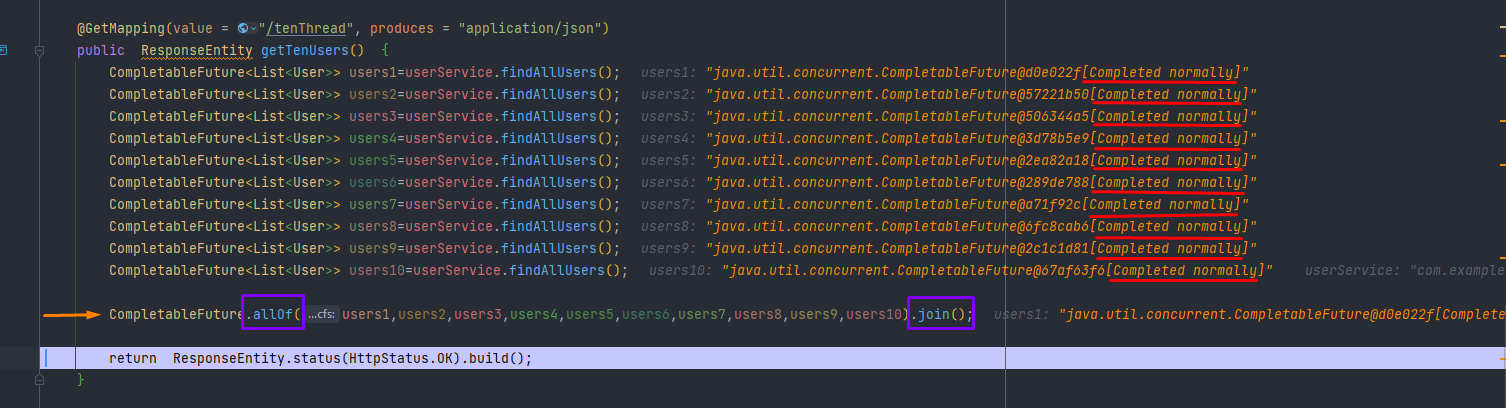 @GetMapping(value = "/tenThread", produces = "application/json")
public ResponseEntity getTenUsers() {
CompletableFuture<List<User>> users1=userService.findAllUsers(); users1: "java.util.concurrent.CompletableFuture@d0e022f[Completed normally]"
CompletableFuture<List<User>> users2=userService.findAllUsers(); users2: "java.util.concurrent.CompletableFuture@57221b50[Completed normally]"
CompletableFuture<List<User>> users3=userService.findAllUsers(); users3: "java.util.concurrent.CompletableFuture@506344a5[Completed normally]"
CompletableFuture<List<User>> users4=userService.findAllUsers(); users4: "java.util.concurrent.CompletableFuture@3d78b5e9[Completed normally]"
CompletableFuture<List<User>> users5=userService.findAllUsers(); users5: "java.util.concurrent.CompletableFuture@2ea82a18[Completed normally]"
CompletableFuture<List<User>> users6=userService.findAllUsers(); users6: "java.util.concurrent.CompletableFuture@289de788[Completed normally]"
CompletableFuture<List<User>> users7=userService.findAllUsers(); users7: "java.util.concurrent.CompletableFuture@a71f92c[Completed normally]"
CompletableFuture<List<User>> users8=userService.findAllUsers(); users8: "java.util.concurrent.CompletableFuture@6fc8cab6[Completed normally]"
CompletableFuture<List<User>> users9=userService.findAllUsers(); users9: "java.util.concurrent.CompletableFuture@2c1c1d81[Completed normally]"
CompletableFuture<List<User>> users10=userService.findAllUsers(); users10: "java.util.concurrent.CompletableFuture@67af63f6[Completed normally]" userService: "com.example
CompletableFuture.allOf( ...cfs: users1,users2,users3,users4,users5,users6,users7,users8,users9,users10).join(); users1: "java.util.concurrent.CompletableFuture@d0e022f[Complete
return ResponseEntity.status(HttpStatus.OK).build();
}